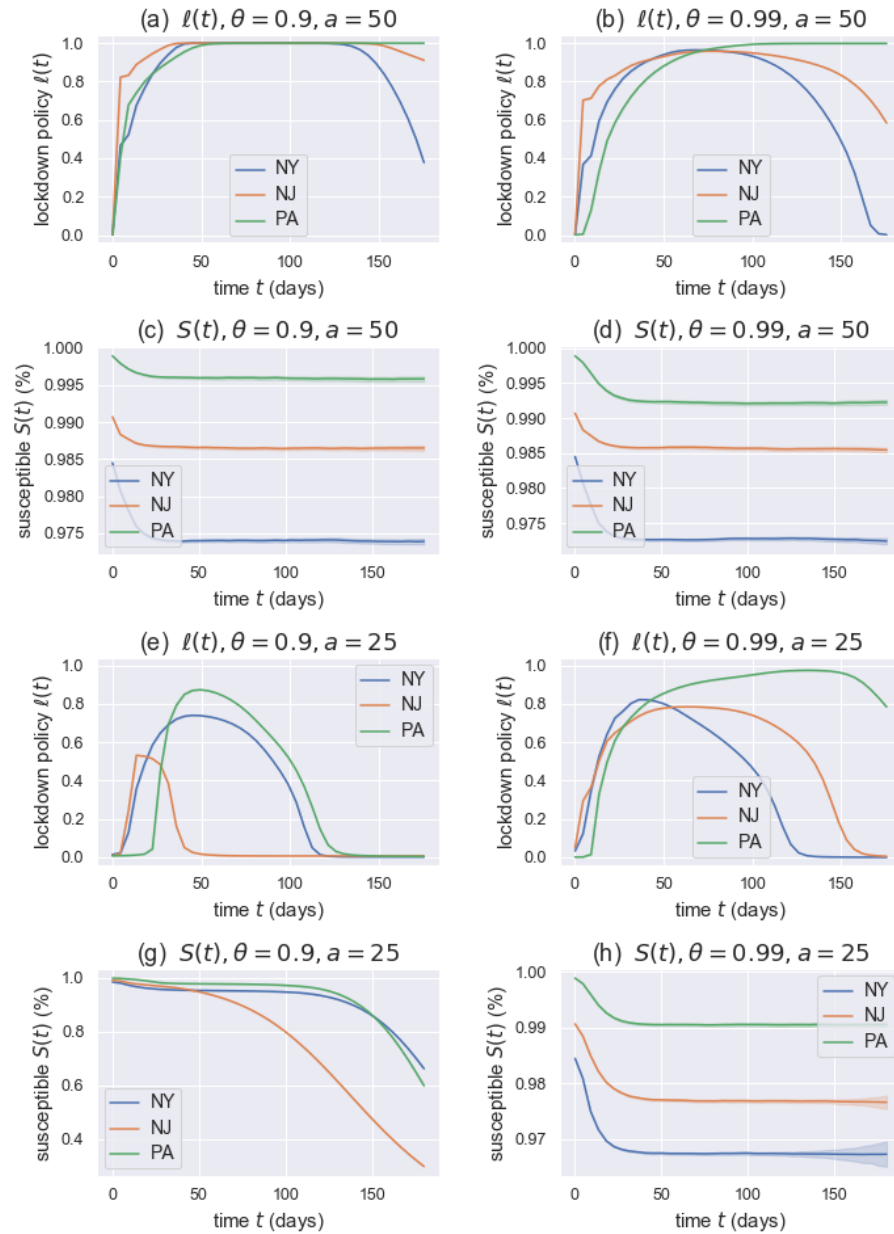 (a) ℓ(t), θ = 0.9, a = 50
lockdown policy ℓ(t)
1.0
0.8
0.6
0.4
0.2
0.0
NY
NJ
PA
0 50 100 150
time t (days)
(b) ℓ(t), θ = 0.99, a = 50
lockdown policy ℓ(t)
1.0
0.8
0.6
0.4
0.2
0.0
NY
NJ
PA
0 50 100 150
time t (days)
(c) S(t), θ = 0.9, a = 50
susceptible S(t) (%)
1.000
0.995
0.990
0.985
0.980
0.975
NY
NJ
PA
0 50 100 150
time t (days)
(d) S(t), θ = 0.99, a = 50
susceptible S(t) (%)
1.000
0.995
0.990
0.985
0.980
0.975
NY
NJ
PA
0 50 100 150
time t (days)
(e) ℓ(t), θ = 0.9, a = 25
lockdown policy ℓ(t)
1.0
0.8
0.6
0.4
0.2
0.0
NY
NJ
PA
0 50 100 150
time t (days)
(f) ℓ(t), θ = 0.99, a = 25
lockdown policy ℓ(t)
1.0
0.8
0.6
0.4
0.2
0.0
NY
NJ
PA
0 50 100 150
time t (days)
(g) S(t), θ = 0.9, a = 25
susceptible S(t) (%)
1.0
0.8
0.6
0.4
NY
NJ
PA
0 50 100 150
time t (days)
(h) S(t), θ = 0.99, a = 25
susceptible S(t) (%)
1.00
0.99
0.98
0.97
NY
NJ
PA
0 50 100 150
time t (days)